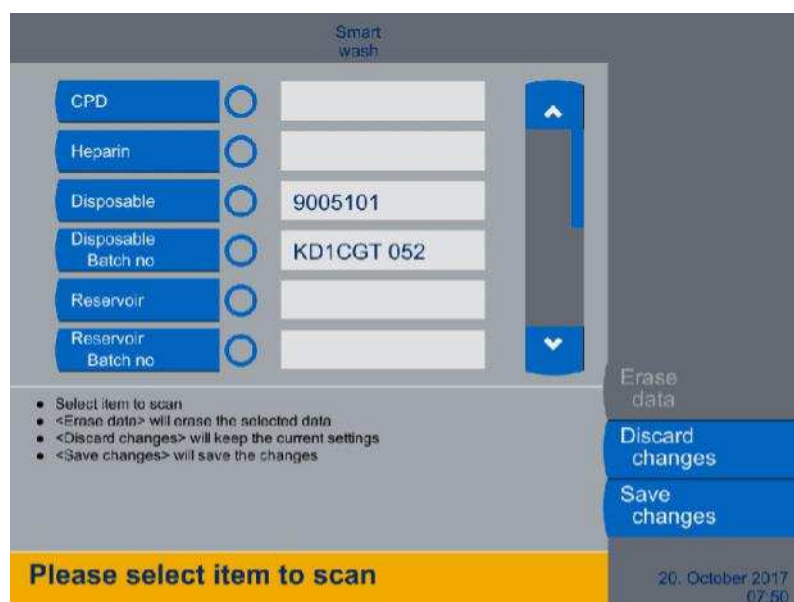 Smart
wash
CPD
Heparin
Disposable
9005101
Disposable
Batch no
KD1CGT 052
Reservoir
Reservoir
Batch no
• Select item to scan
• <Erase data> will erase the selected data
• <Discard changes> will keep the current settings
• <Save changes> will save the changes
Erase
data
Discard
changes
Save
changes
Please select item to scan
20. October 2017
07:50